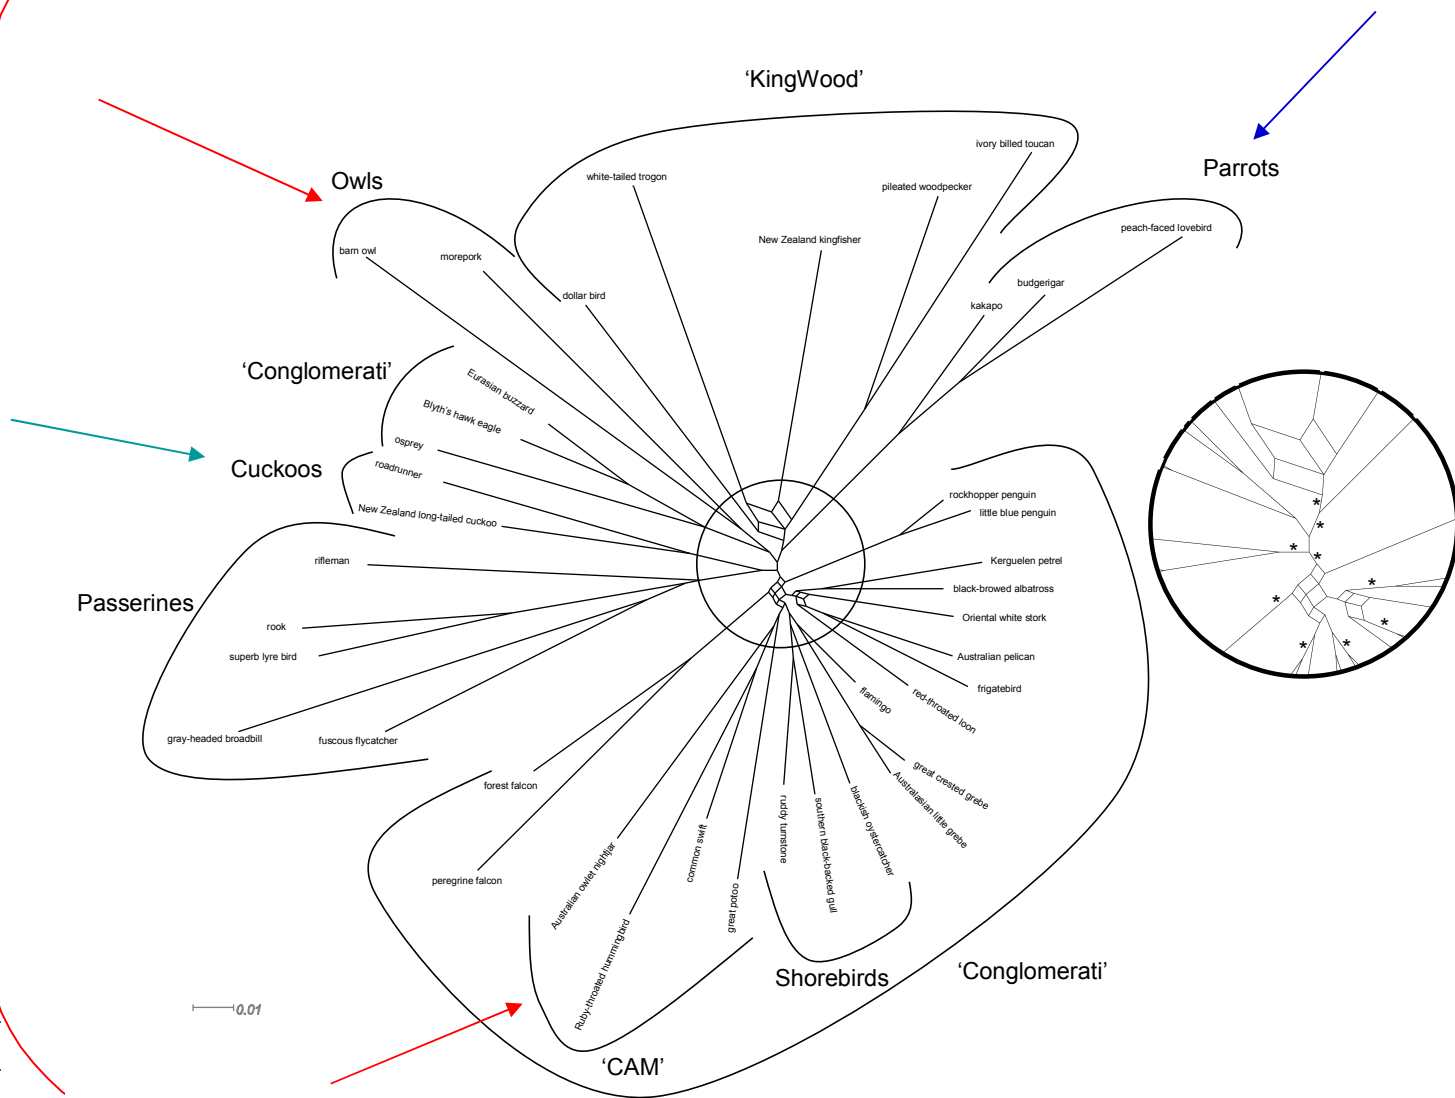 ‘KingWood’
ivory billed toucan
Parrots
Owls
white-tailed trogon
pileated woodpecker
peach-faced lovebird
New Zealand kingfisher
barn owl
morepork
budgerigar
dollar bird
kakapo
‘Conglomerati’
Eurasian buzzard
Blyth's hawk eagle
osprey
Cuckoos
roadrunner
New Zealand long-tailed cuckoo
rockhopper penguin
little blue penguin
rifleman
Kerguelen petrel
black-browed albatross
Passerines
Oriental white stork
rook
superb lyre bird
Australian pelican
frigatebird
flamingo
red-throated loon
gray-headed broadbill
fuscous flycatcher
forest falcon
great crested grebe
Australasian little grebe
peregrine falcon
Australian owlet nightjar
Ruby-throated hummingbird
common swift
great potoo
ruddy turnstone
southern black-backed gull
blackish oystercatcher
Shorebirds
‘Conglomerati’
0.01
‘CAM’
*
*
*
*
*
*
*
*
*